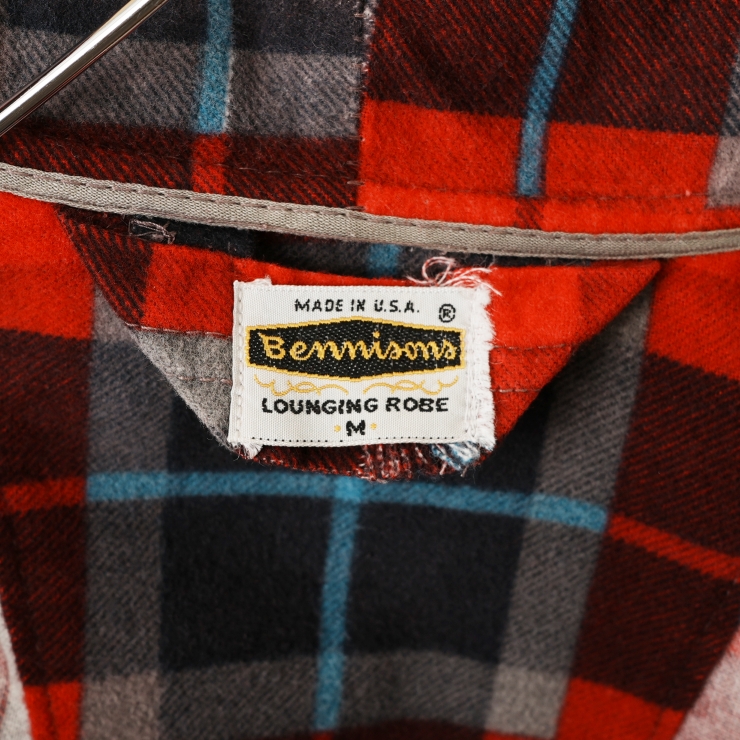 MADE IN U.S.A. ®
Bennisons
LOUNGING ROBE
M